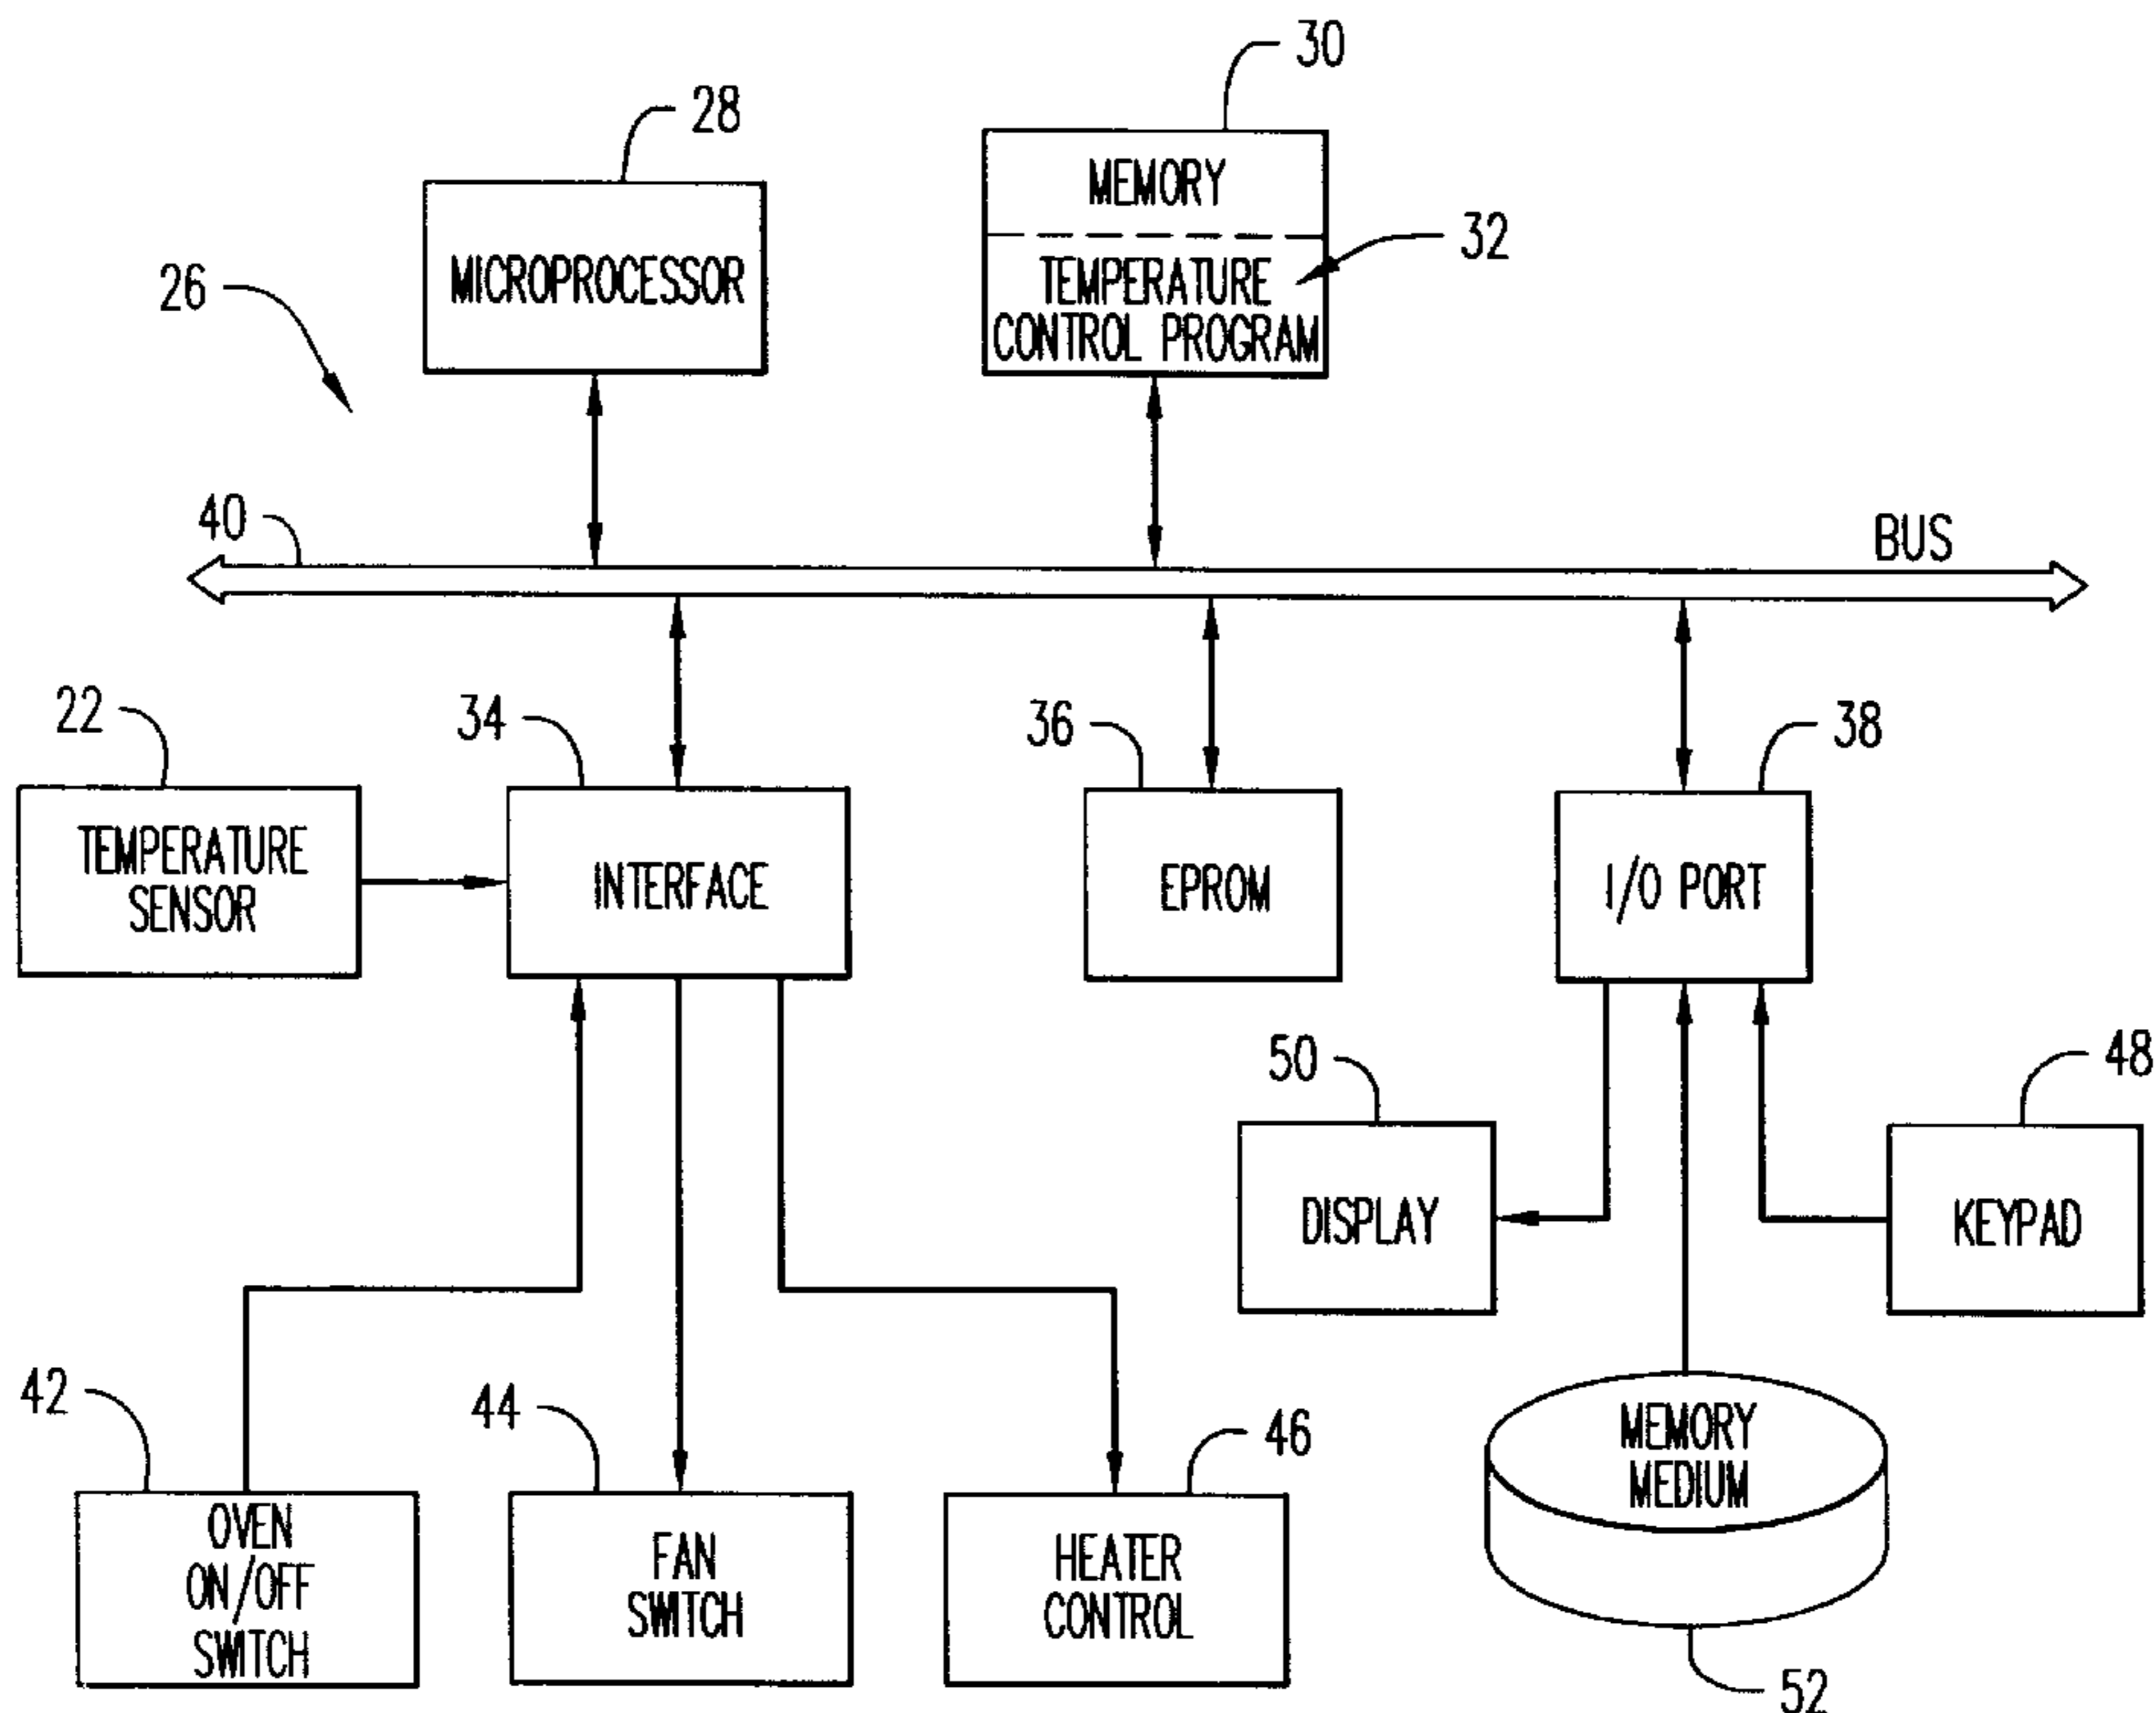 30
28
MEMORY
32
MICROPROCESSOR
TEMPERATURE
CONTROL PROGRAM
26
40
BUS
22
34
36
38
TEMPERATURE
SENSOR
INTERFACE
EPROM
I/O PORT
50
48
DISPLAY
KEYPAD
42
44
46
MEMORY
MEDIUM
OVEN
ON/OFF
SWITCH
FAN
SWITCH
HEATER
CONTROL
52